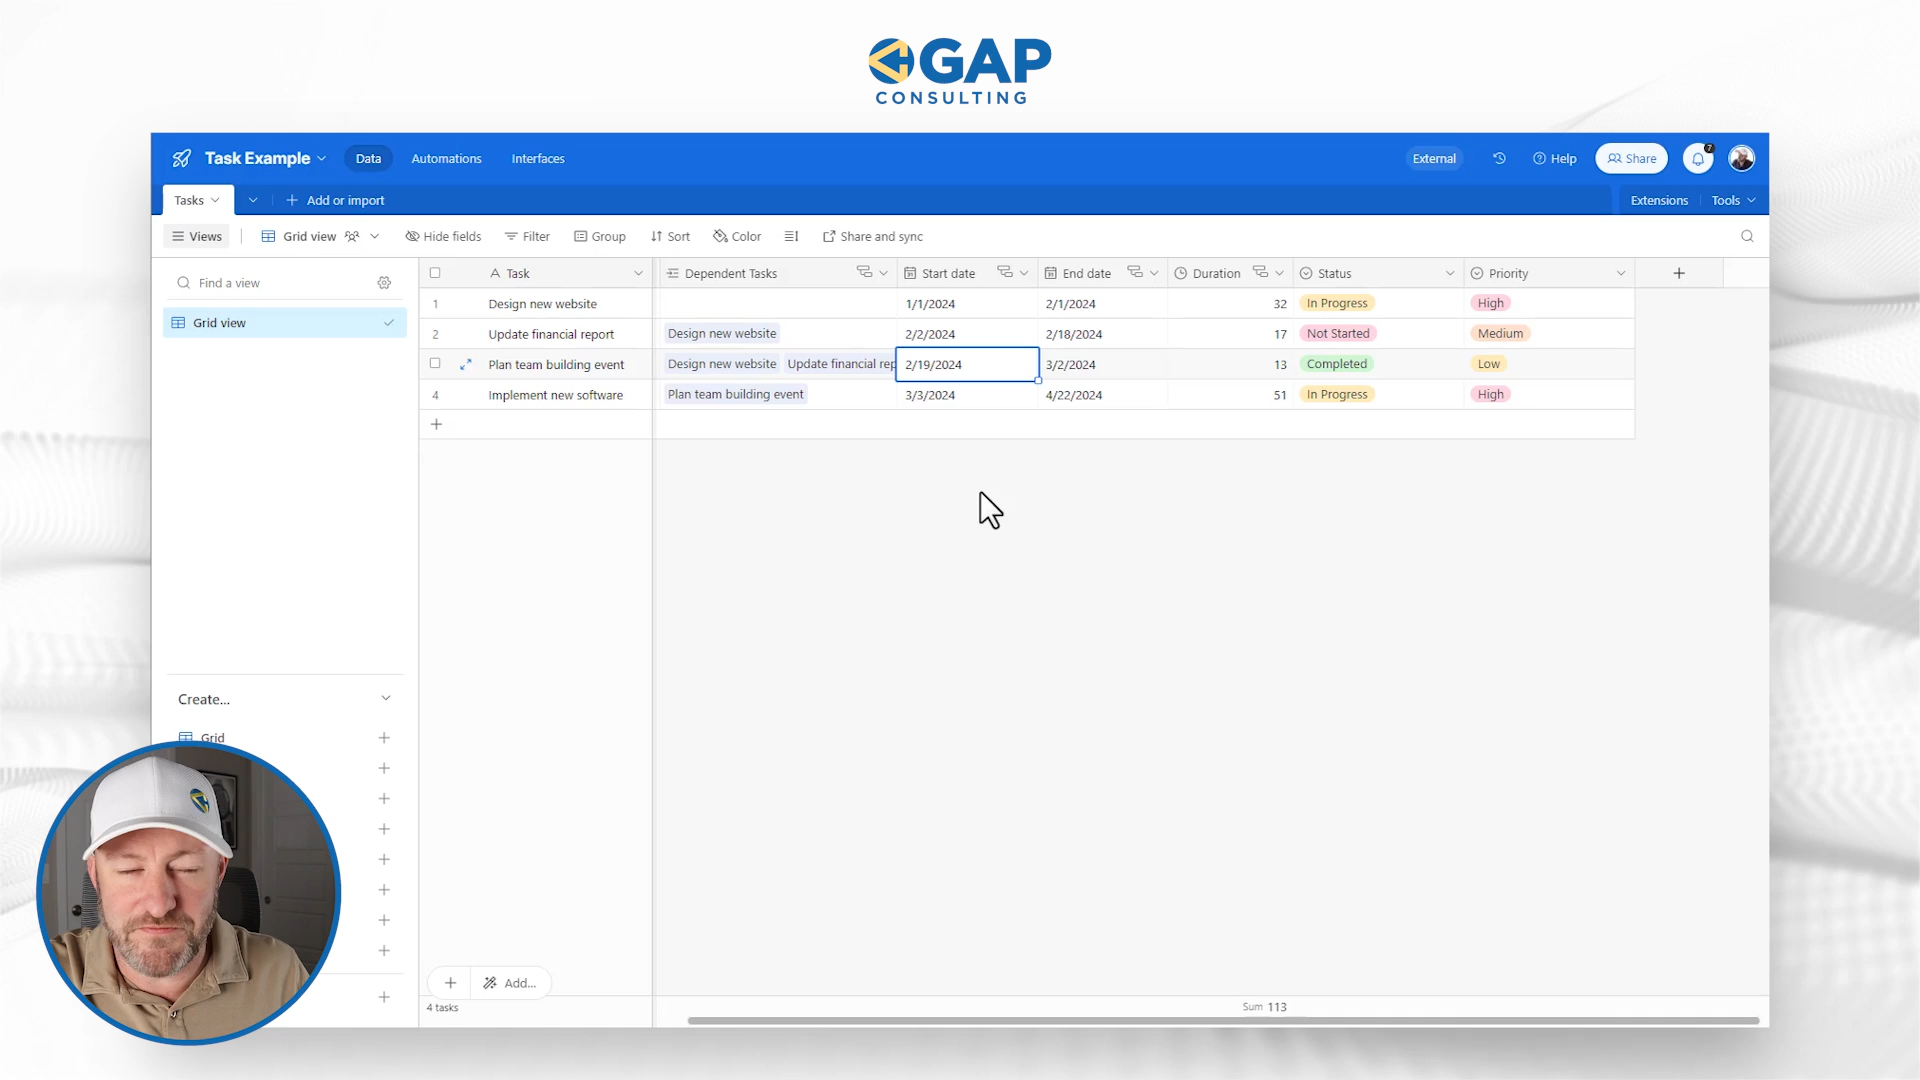 GAP
CONSULTING
Task Example
Data
Automations
Interfaces
External
Help
Share
7
Tasks
Add or import
Extensions
Tools
Views
Grid view
Hide fields
Filter
Group
Sort
Color
Share and sync
Find a view
Grid view
Task Dependent Tasks Start date End date Duration Status Priority
1 Design new website 1/1/2024 2/1/2024 32 In Progress High
2 Update financial report Design new website 2/2/2024 2/18/2024 17 Not Started Medium
Plan team building event Design new website Update financial rep 2/19/2024 3/2/2024 13 Completed Low
4 Implement new software Plan team building event 3/3/2024 4/22/2024 51 In Progress High
Create...
Grid
Add...
4 tasks
Sum 113